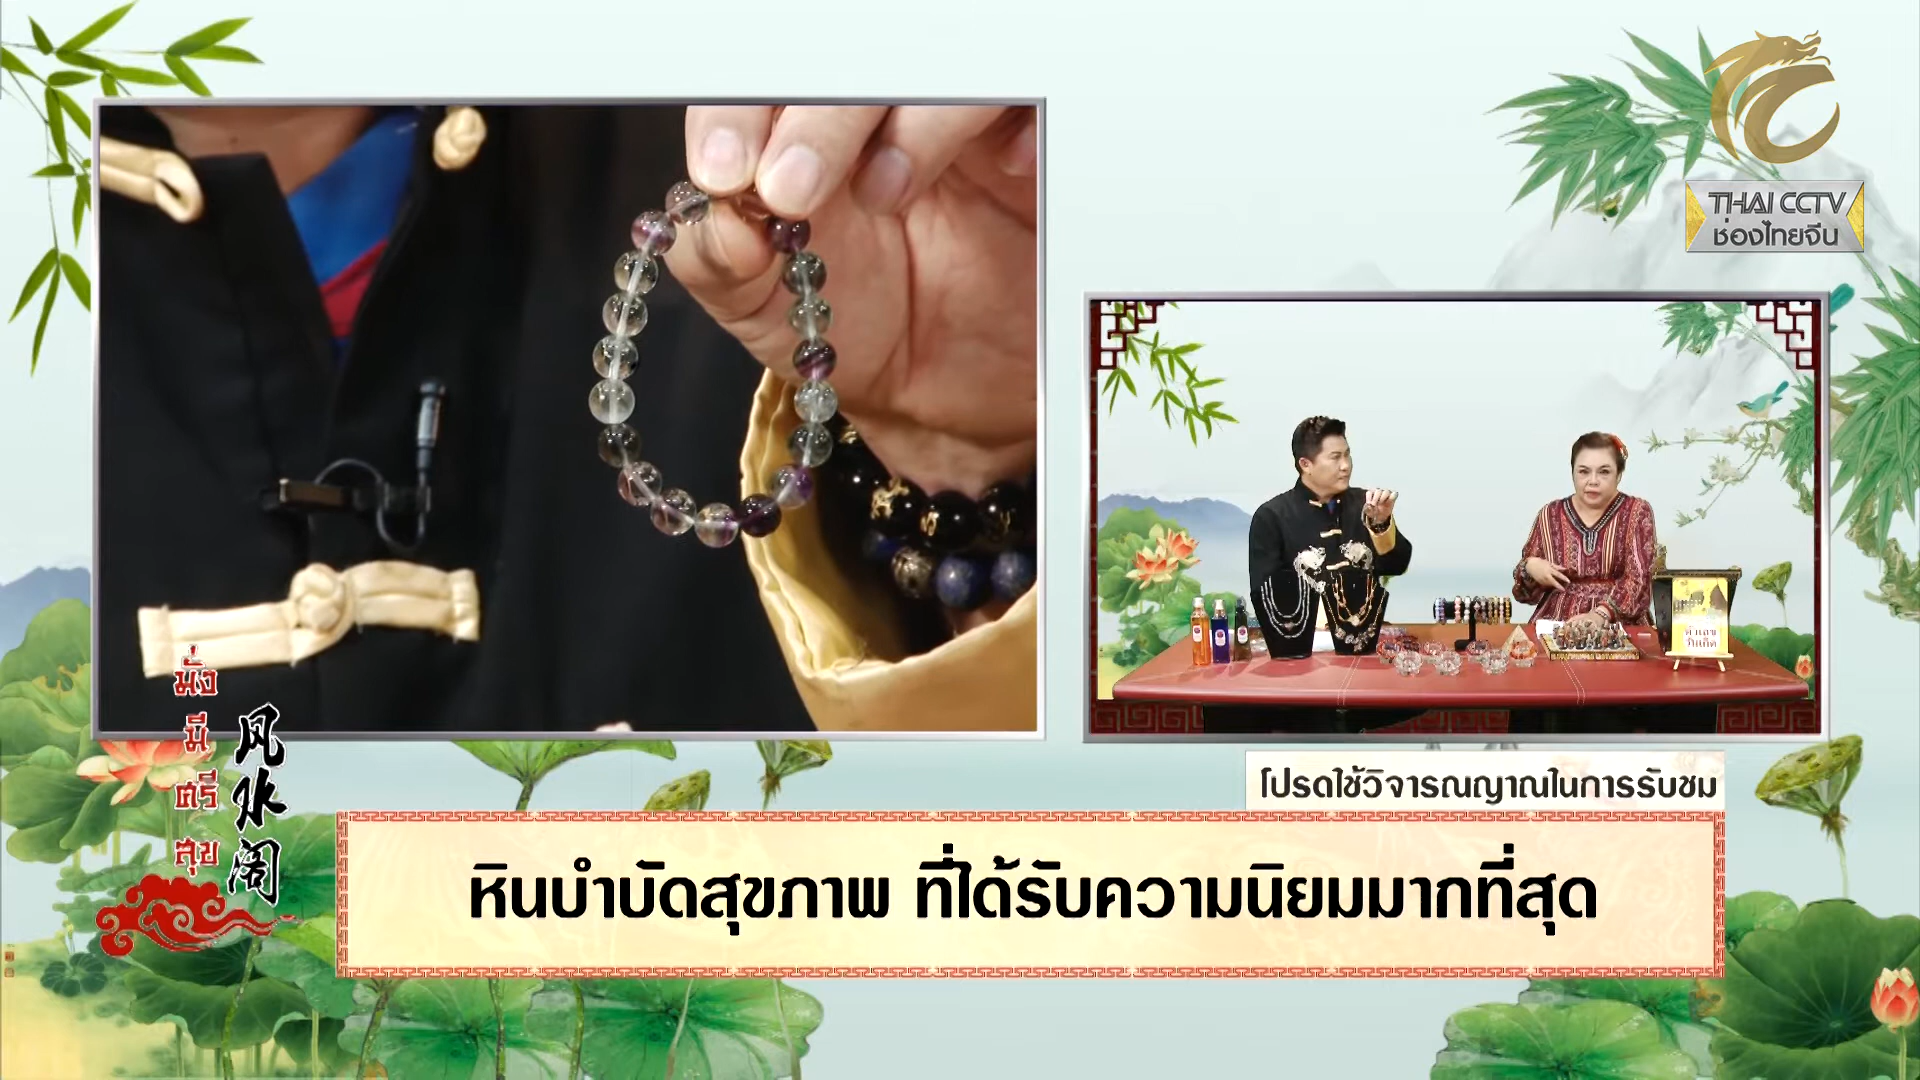 THAI CCTV
ช่องไทยจีน
มั่ง
มี
ศรี
สุข
风水阁
โปรดใช้วิจารณญาณในการรับชม
หินบำบัดสุขภาพ ที่ได้รับความนิยมมากที่สุด